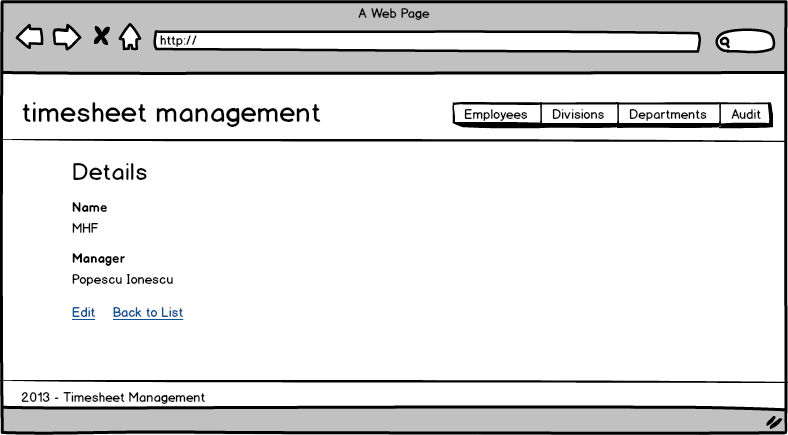 A Web Page
http://
timesheet management
Employees Divisions Departments Audit
Details
Name
MHF
Manager
Popescu Ionescu
Edit Back to List
2013 - Timesheet Management